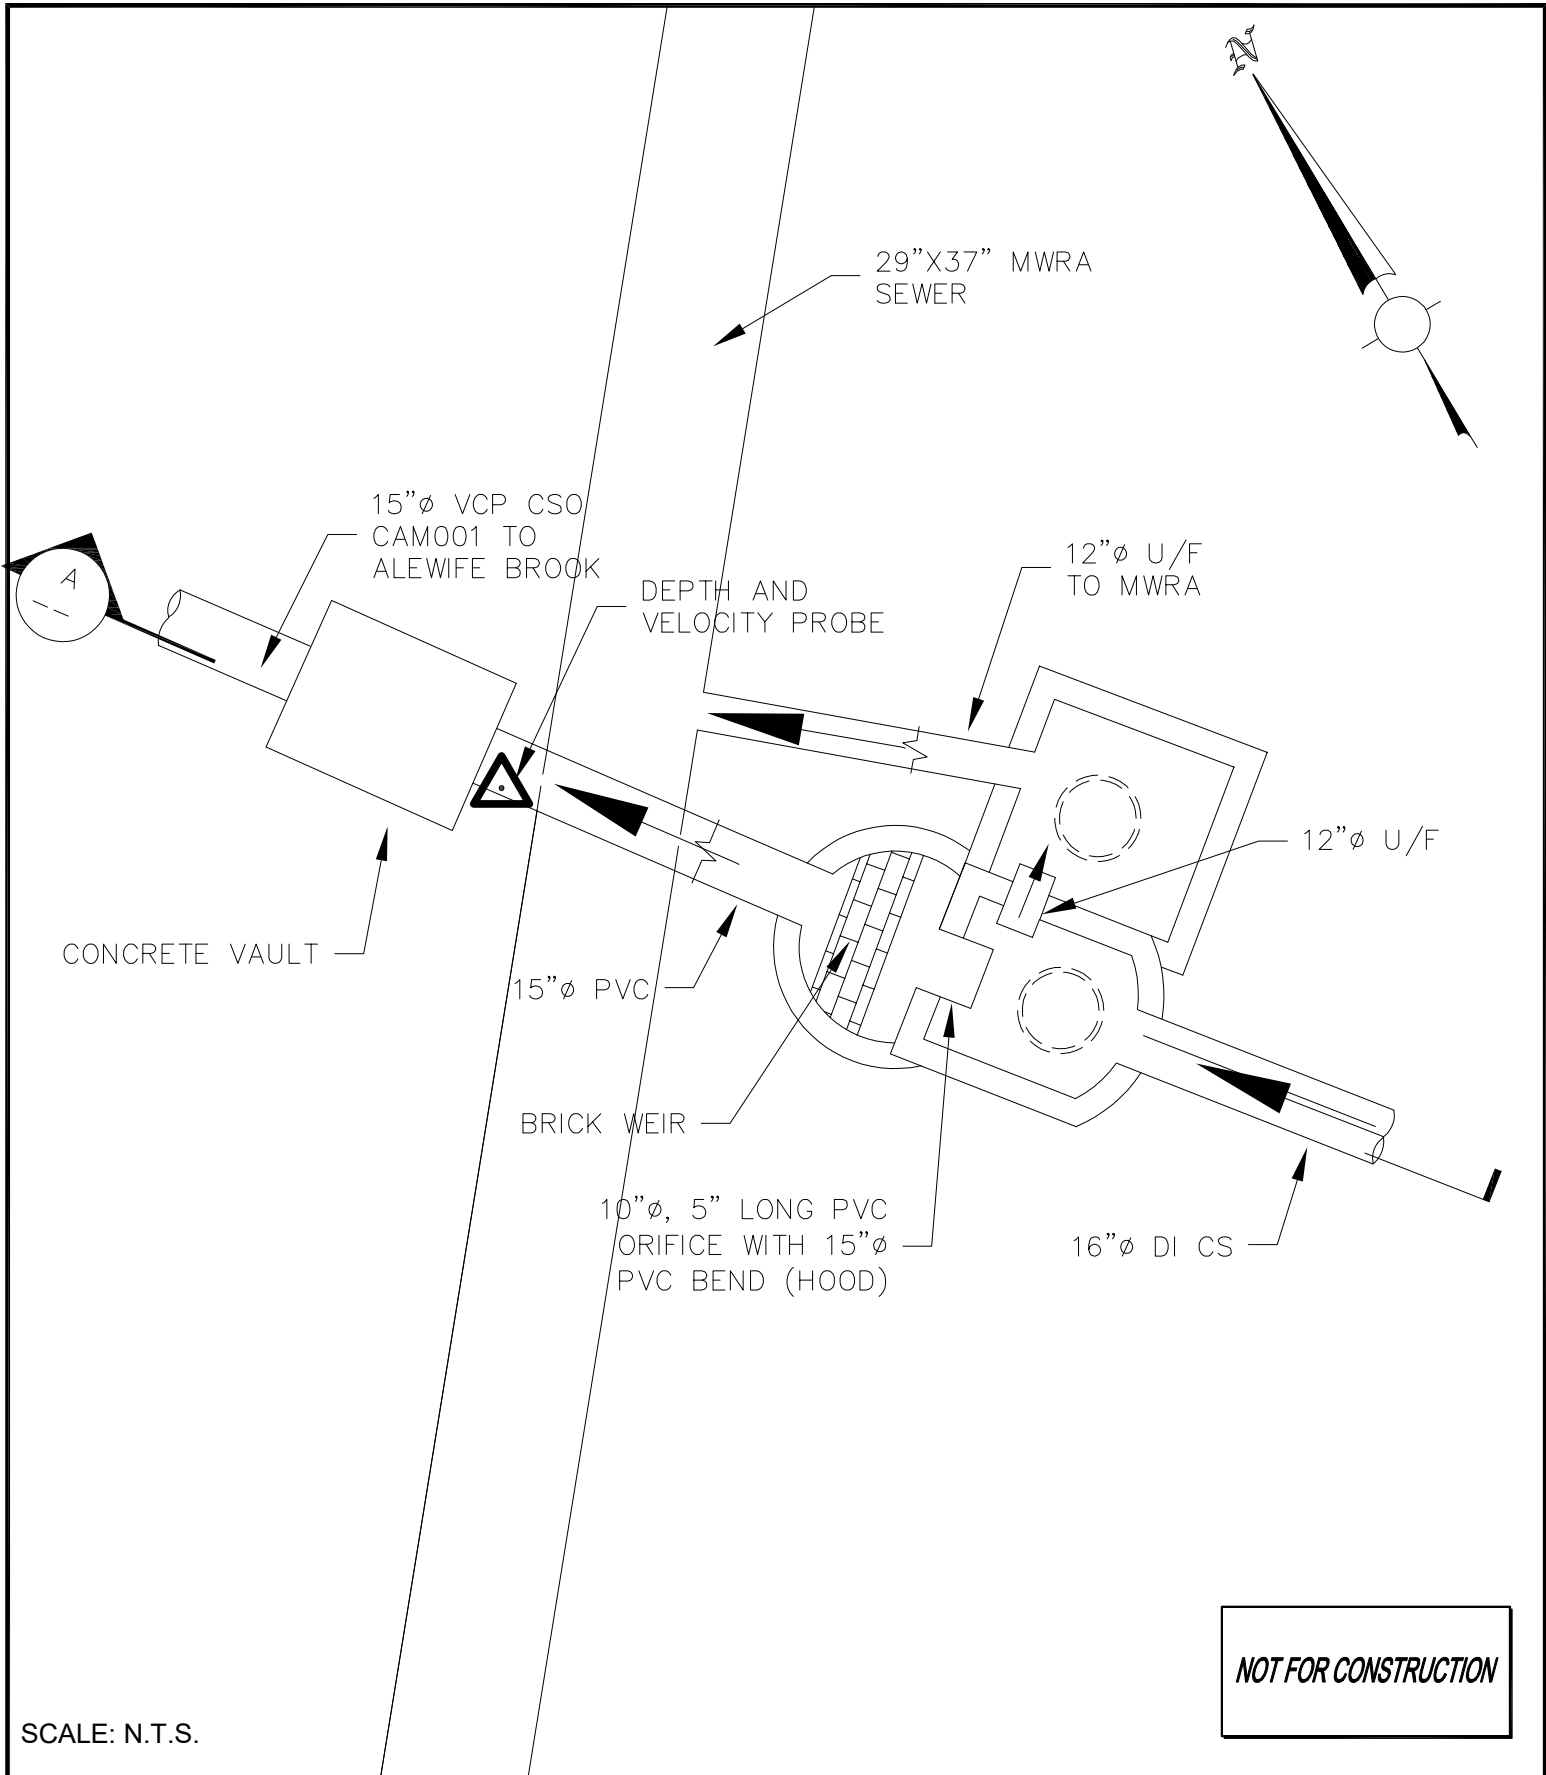 N
29”X37” MWRA
SEWER
15”ø VCP CSO
CAM001 TO
ALEWIFE BROOK
A
--
DEPTH AND
VELOCITY PROBE
12”ø U/F
TO MWRA
12”ø U/F
CONCRETE VAULT
15”ø PVC
BRICK WEIR
10”ø, 5” LONG PVC
ORIFICE WITH 15”ø
PVC BEND (HOOD)
16”ø DI CS
NOT FOR CONSTRUCTION
SCALE: N.T.S.